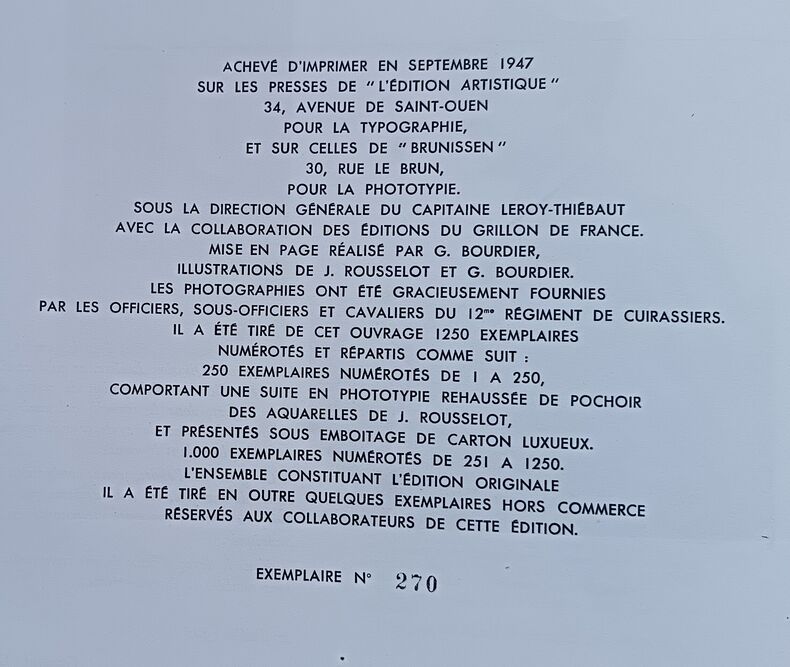 ACHEVÉ D'IMPRIMER EN SEPTEMBRE 1947
SUR LES PRESSES DE "L'ÉDITION ARTISTIQUE"
34, AVENUE DE SAINT-OUEN
POUR LA TYPOGRAPHIE,
ET SUR CELLES DE "BRUNISSEN"
30, RUE LE BRUN,
POUR LA PHOTOTYPIE.
SOUS LA DIRECTION GÉNÉRALE DU CAPITAINE LEROY-THIÉBAUT
AVEC LA COLLABORATION DES ÉDITIONS DU GRILLON DE FRANCE.
MISE EN PAGE RÉALISÉ PAR G. BOURDIER,
ILLUSTRATIONS DE J. ROUSSELOT ET G. BOURDIER.
LES PHOTOGRAPHIES ONT ÉTÉ GRACIEUSEMENT FOURNIES
PAR LES OFFICIERS, SOUS-OFFICIERS ET CAVALIERS DU 12me RÉGIMENT DE CUIRASSIERS.
IL A ÉTÉ TIRÉ DE CET OUVRAGE 1250 EXEMPLAIRES
NUMÉROTÉS ET RÉPARTIS COMME SUIT :
250 EXEMPLAIRES NUMÉROTÉS DE 1 A 250,
COMPORTANT UNE SUITE EN PHOTOTYPIE REHAUSSÉE DE POCHOIR
DES AQUARELLES DE J. ROUSSELOT,
ET PRÉSENTÉS SOUS EMBOITAGE DE CARTON LUXUEUX.
1.000 EXEMPLAIRES NUMÉROTÉS DE 251 A 1250.
L'ENSEMBLE CONSTITUANT L'ÉDITION ORIGINALE
IL A ÉTÉ TIRÉ EN OUTRE QUELQUES EXEMPLAIRES HORS COMMERCE
RÉSERVÉS AUX COLLABORATEURS DE CETTE ÉDITION.
EXEMPLAIRE N° 270